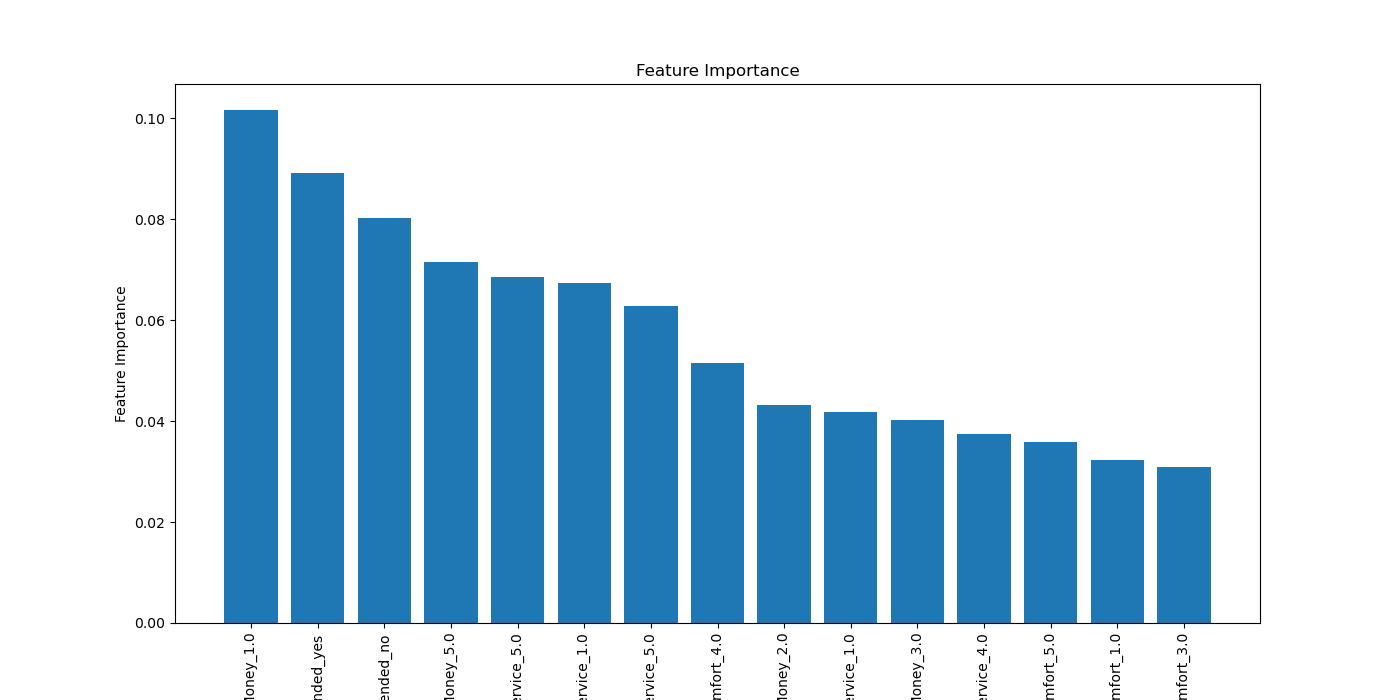 Feature Importance
Feature Importance
0.10
0.08
0.06
0.04
0.02
0.00
Money_1.0
nded_yes
ended_no
Money_5.0
ervice_5.0
ervice_1.0
ervice_5.0
mfort_4.0
Money_2.0
ervice_1.0
Money_3.0
ervice_4.0
mfort_5.0
mfort_1.0
mfort_3.0